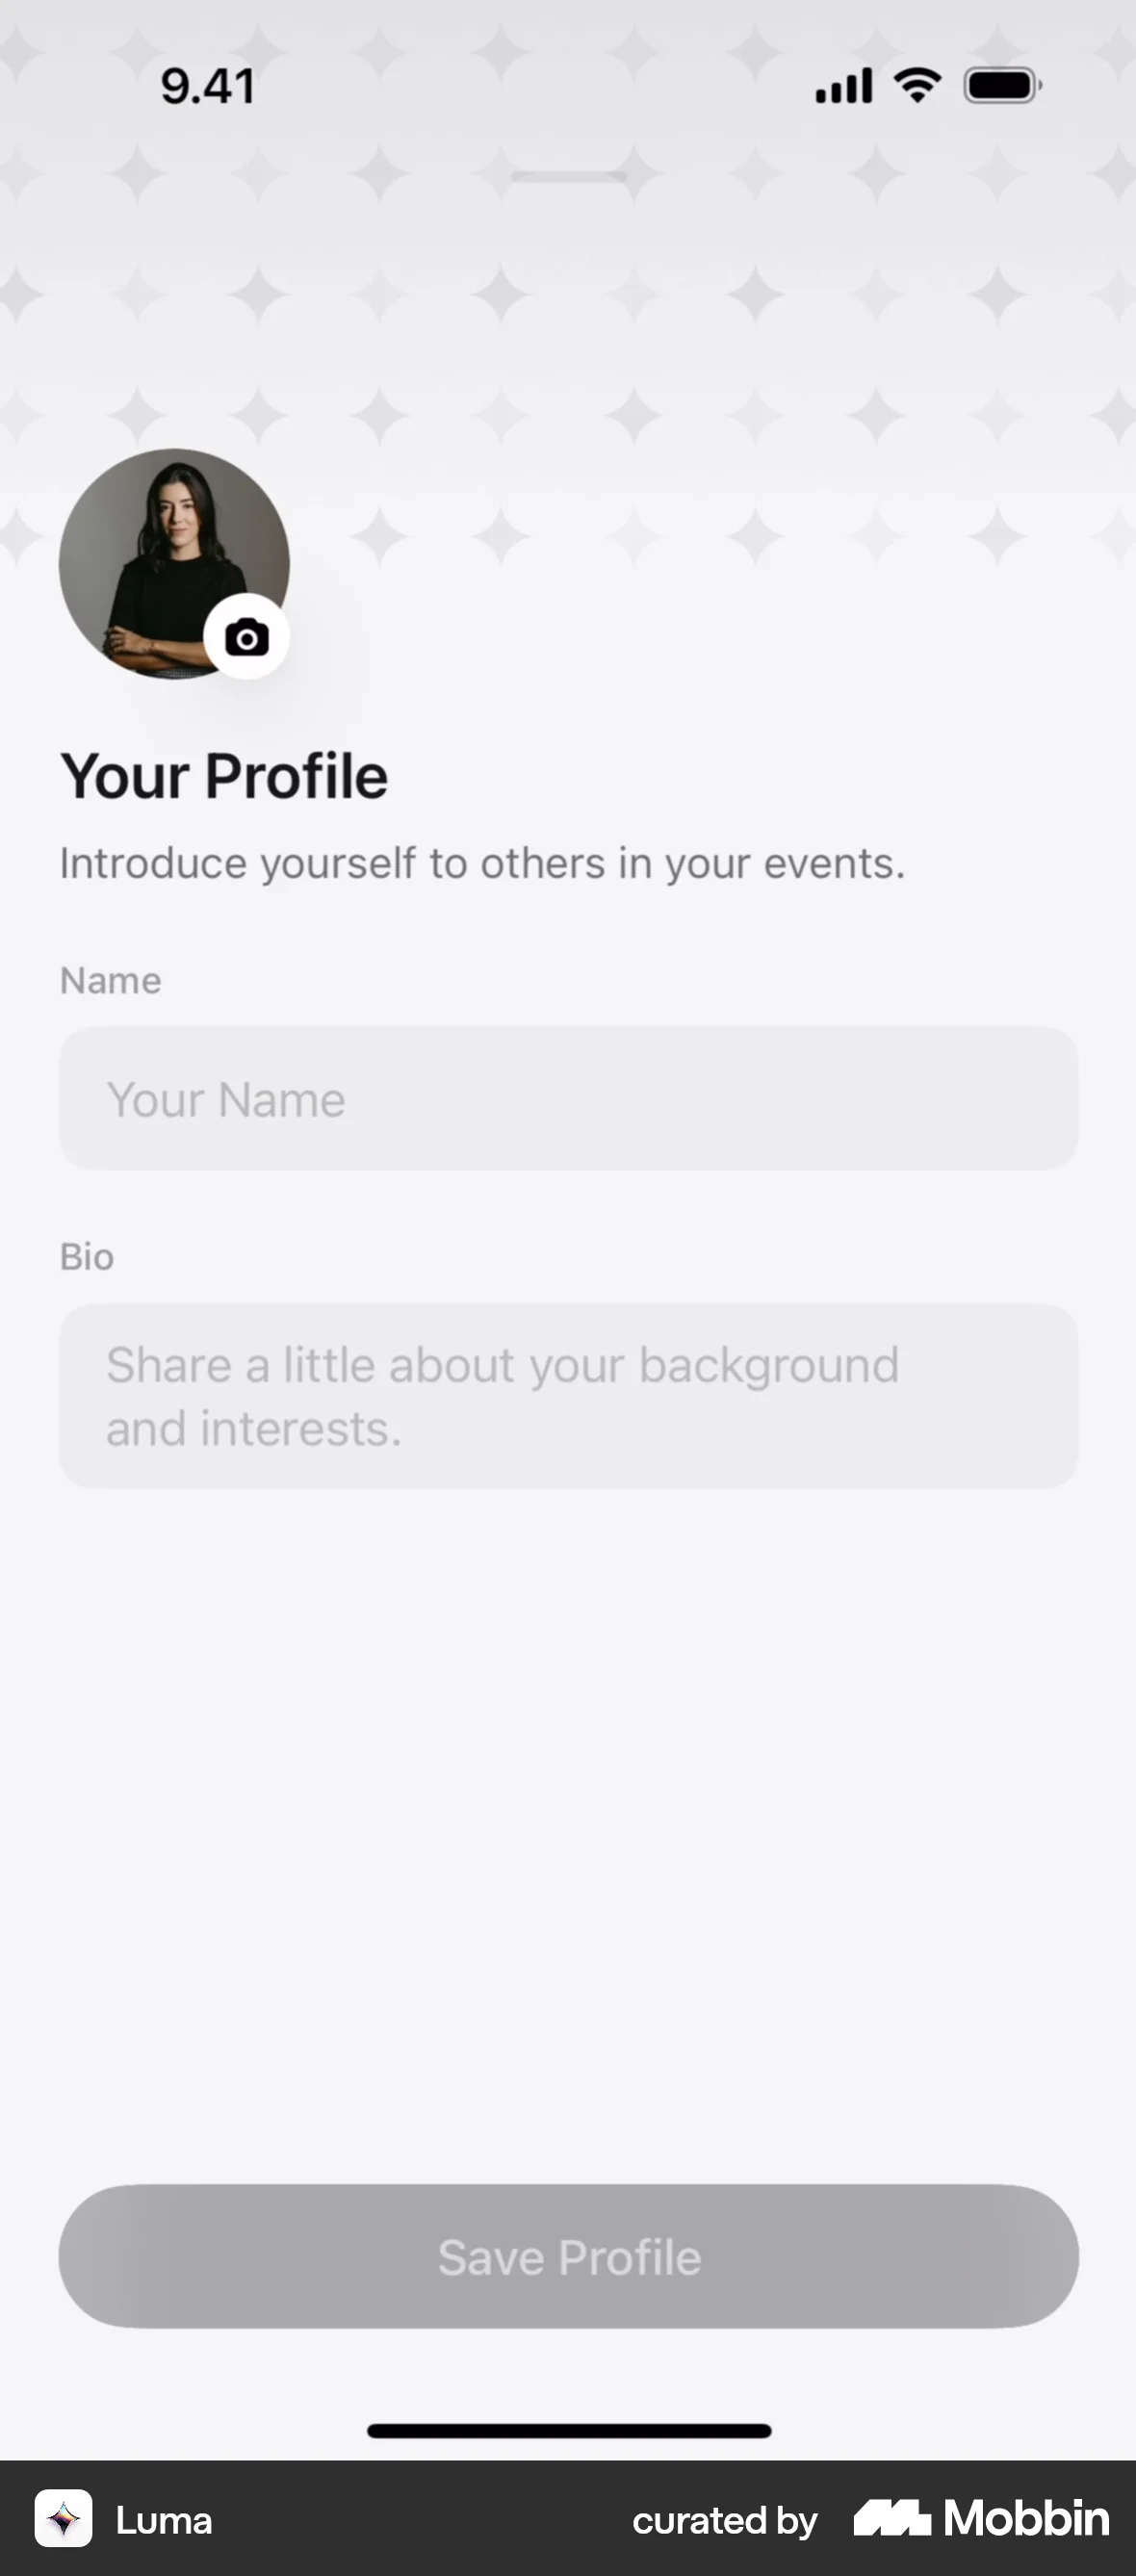 9.41
Your Profile
Introduce yourself to others in your events.
Name
Your Name
Bio
Share a little about your background
and interests.
Save Profile
Luma
curated by Mobbin